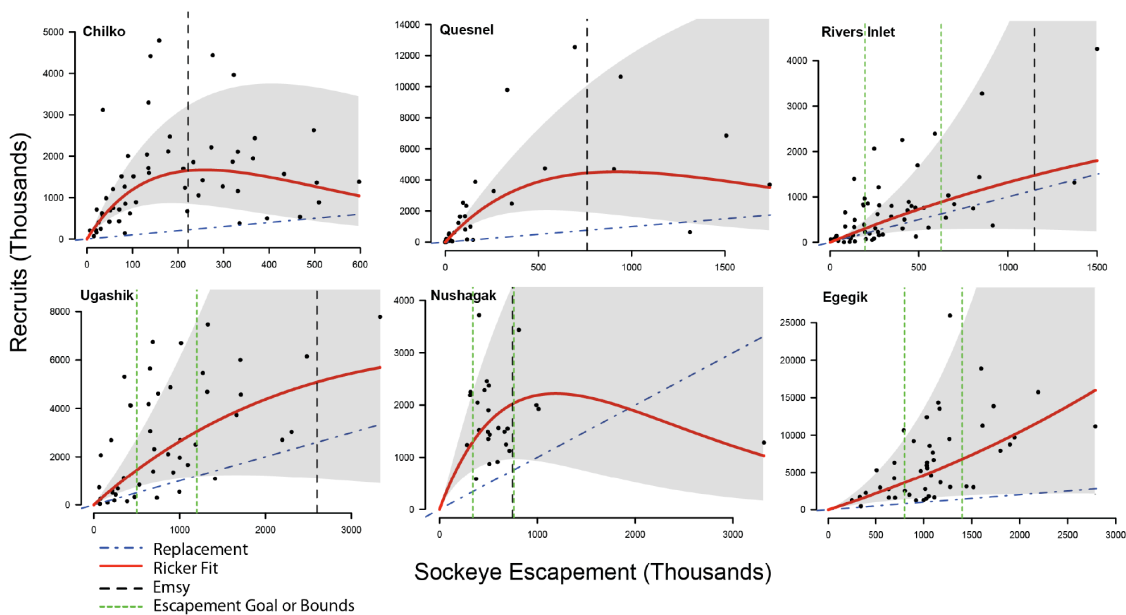 Chilko
5000
4000
3000
2000
1000
0
0 100 200 300 400 500 600
Quesnel
14000
12000
10000
8000
6000
4000
2000
0
0 500 1000 1500
Rivers Inlet
4000
3000
2000
1000
0
0 500 1000 1500
Recruits (Thousands)
Ugashik
8000
6000
4000
2000
0
0 1000 2000 3000
Nushagak
4000
3000
2000
1000
0
0 1000 2000 3000
Egegik
25000
20000
15000
10000
5000
0
0 500 1000 1500 2000 2500 3000
Sockeye Escapement (Thousands)
Replacement
Ricker Fit
Emsy
Escapement Goal or Bounds